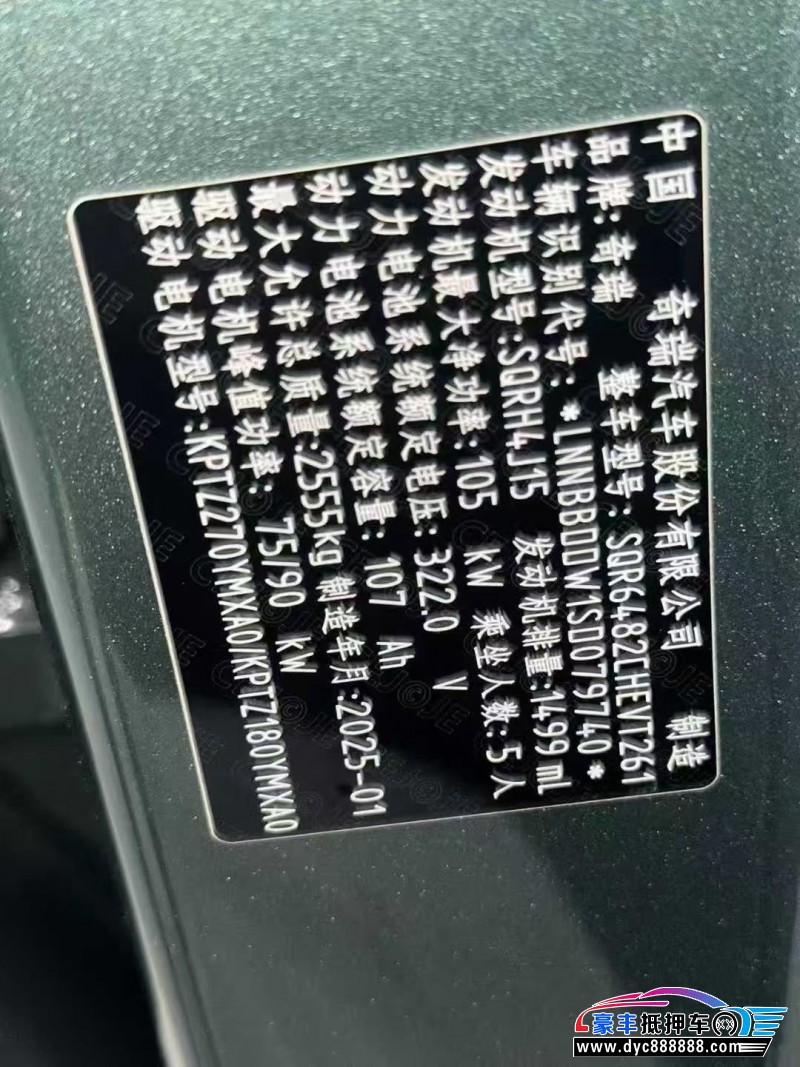 中国 奇瑞汽车股份有限公司 制造
品牌:奇瑞 整车型号:SQR6482CHEVT261
车辆识别代号:*LNNBBDDW1SD079740*
发动机型号:SQRH4J15 发动机排量:1499mL
发动机最大净功率:105 kW 乘坐人数:5人
动力电池系统额定电压:322.0 V
动力电池系统额定容量:107 Ah
最大允许总质量:2555kg 制造年月:2025-01
驱动电机峰值功率:75/90 kW
驱动电机型号:KPTZ270YMXA0/KPTZ180YMXA0
豪丰抵押车
www.dyc888888.com